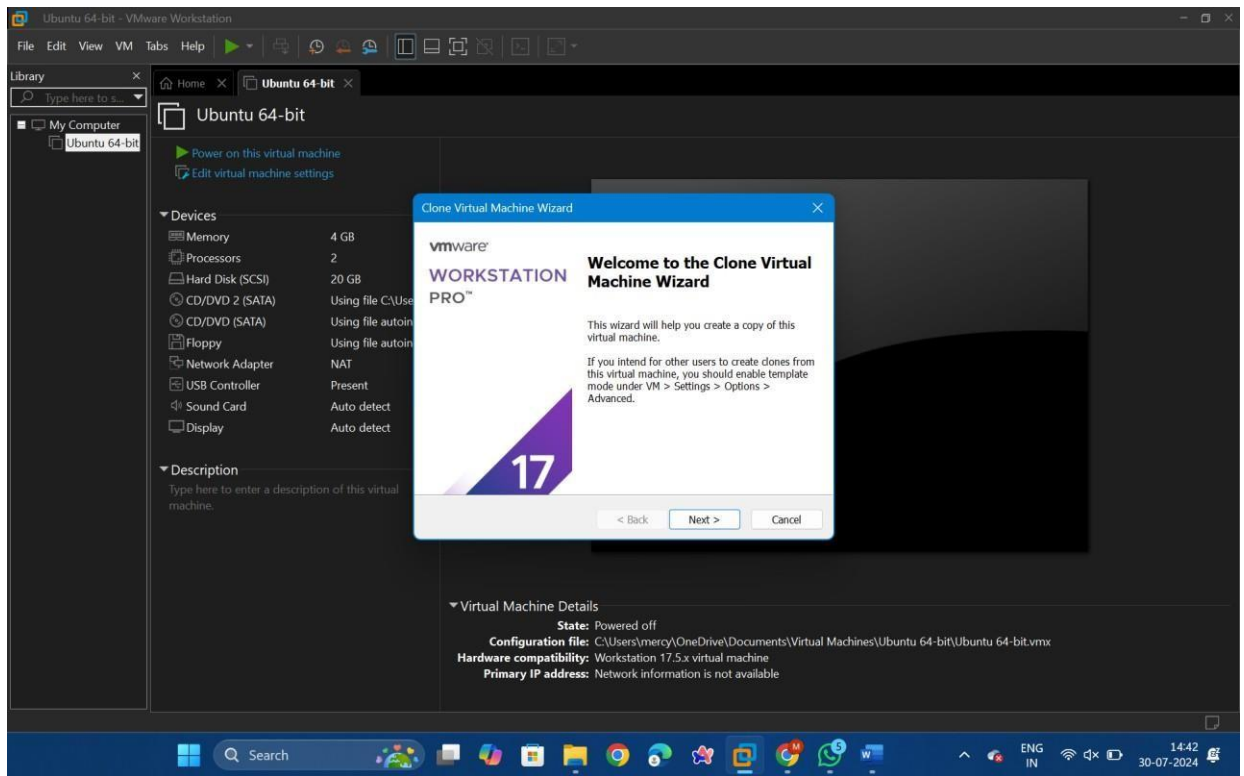 Ubuntu 64-bit - VMware Workstation
File Edit View VM Tabs Help
Library
Type here to s...
My Computer
Ubuntu 64-bit
Home
Ubuntu 64-bit
Ubuntu 64-bit
Power on this virtual machine
Edit virtual machine settings
Devices
Memory 4 GB
Processors 2
Hard Disk (SCSI) 20 GB
CD/DVD 2 (SATA) Using file C:\Use
CD/DVD (SATA) Using file autoin
Floppy Using file autoin
Network Adapter NAT
USB Controller Present
Sound Card Auto detect
Display Auto detect
Description
Type here to enter a description of this virtual
machine.
Clone Virtual Machine Wizard
vmware
WORKSTATION
PRO™
17
Welcome to the Clone Virtual
Machine Wizard
This wizard will help you create a copy of this
virtual machine.
If you intend for other users to create clones from
this virtual machine, you should enable template
mode under VM > Settings > Options >
Advanced.
< Back Next > Cancel
Virtual Machine Details
State: Powered off
Configuration file: C:\Users\mercy\OneDrive\Documents\Virtual Machines\Ubuntu 64-bit\Ubuntu 64-bit.vmx
Hardware compatibility: Workstation 17.5.x virtual machine
Primary IP address: Network information is not available
Search
ENG
IN
14:42
30-07-2024